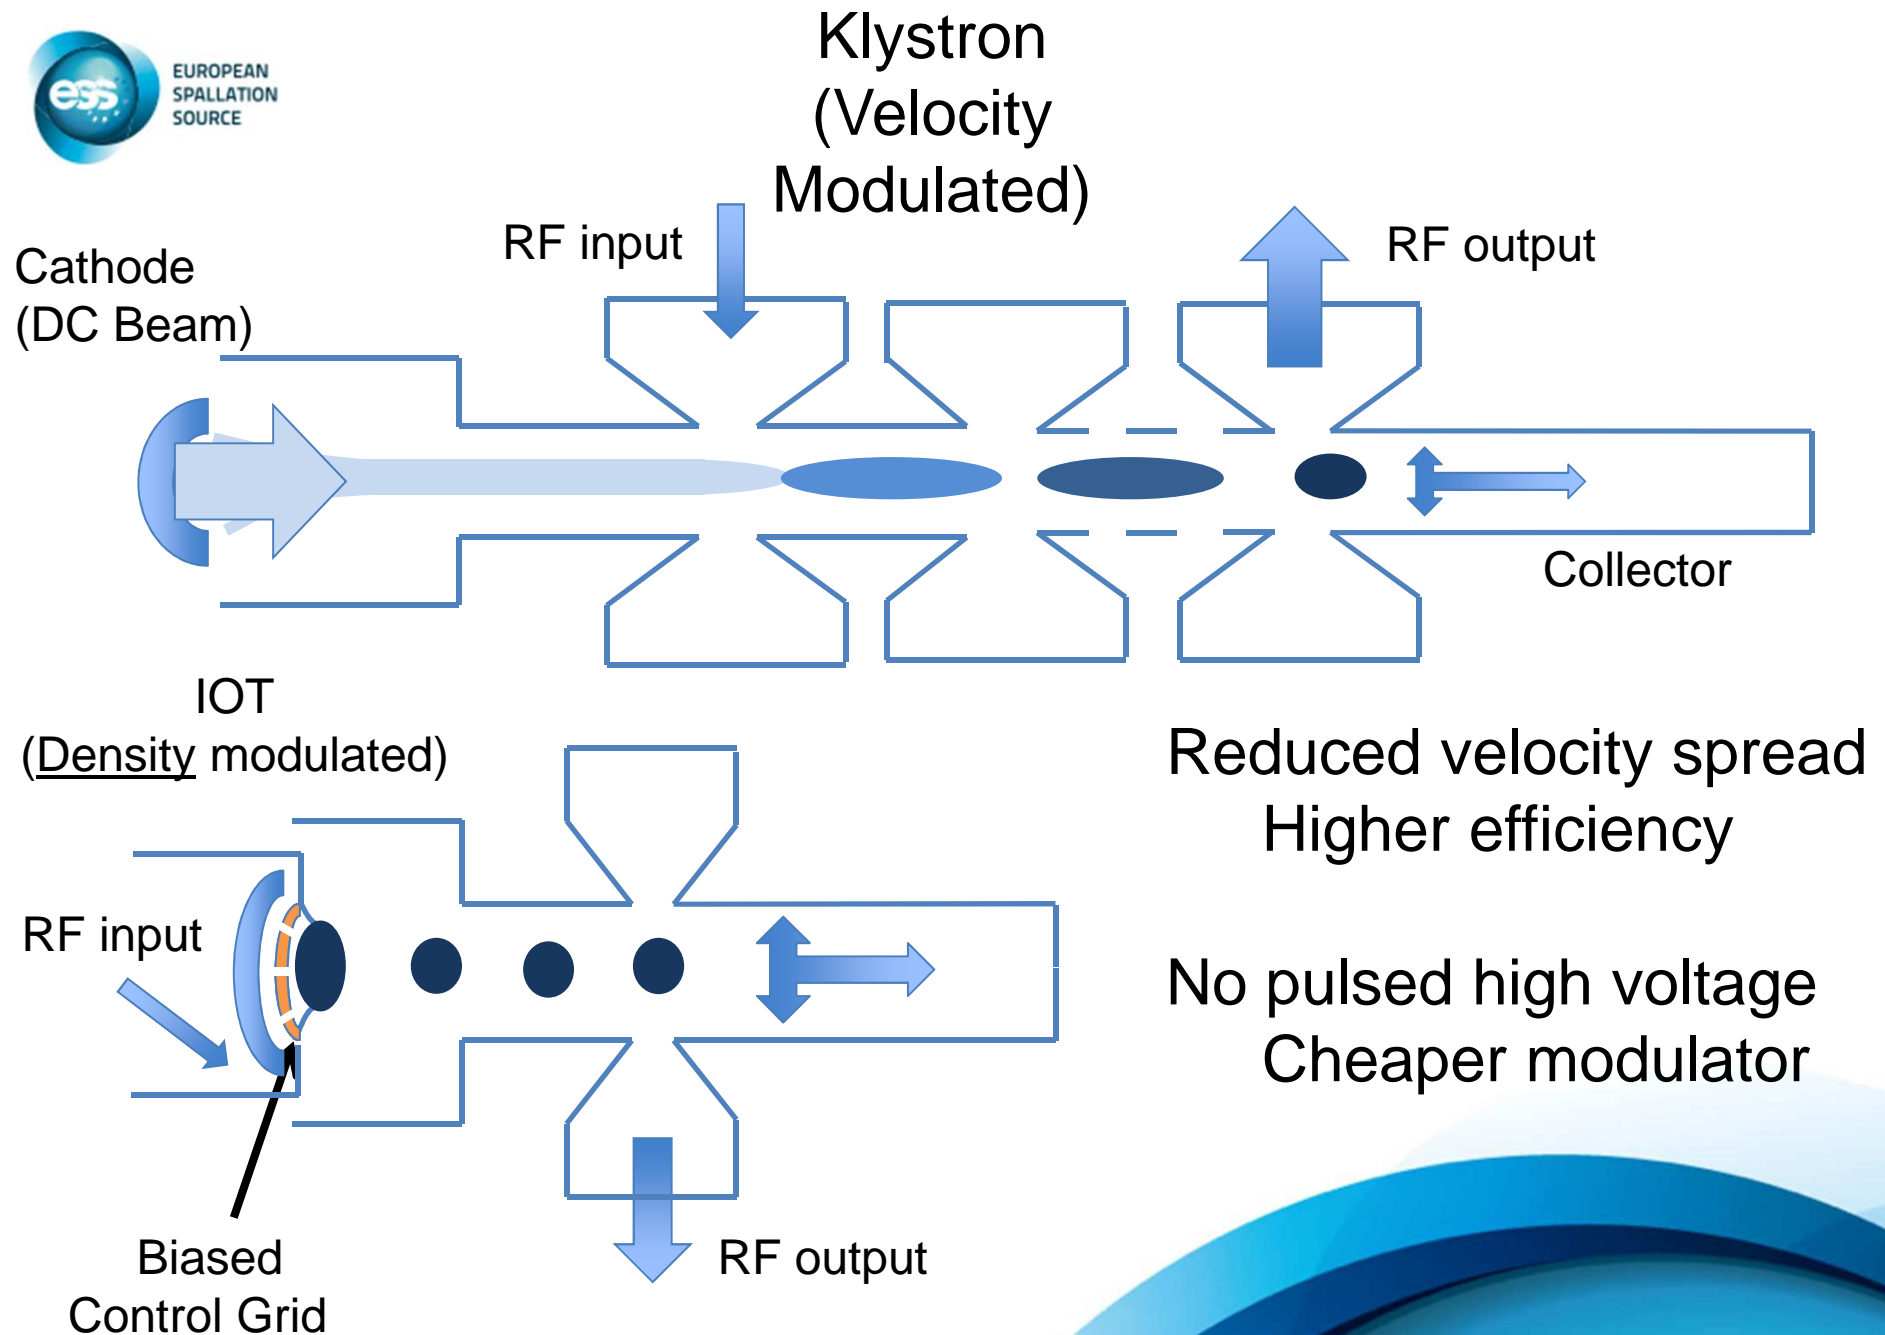 ess
EUROPEAN
SPALLATION
SOURCE
Klystron
(Velocity
Modulated)
RF input
RF output
Cathode
(DC Beam)
Collector
IOT
(Density modulated)
Reduced velocity spread
Higher efficiency
RF input
No pulsed high voltage
Cheaper modulator
Biased
Control Grid
RF output